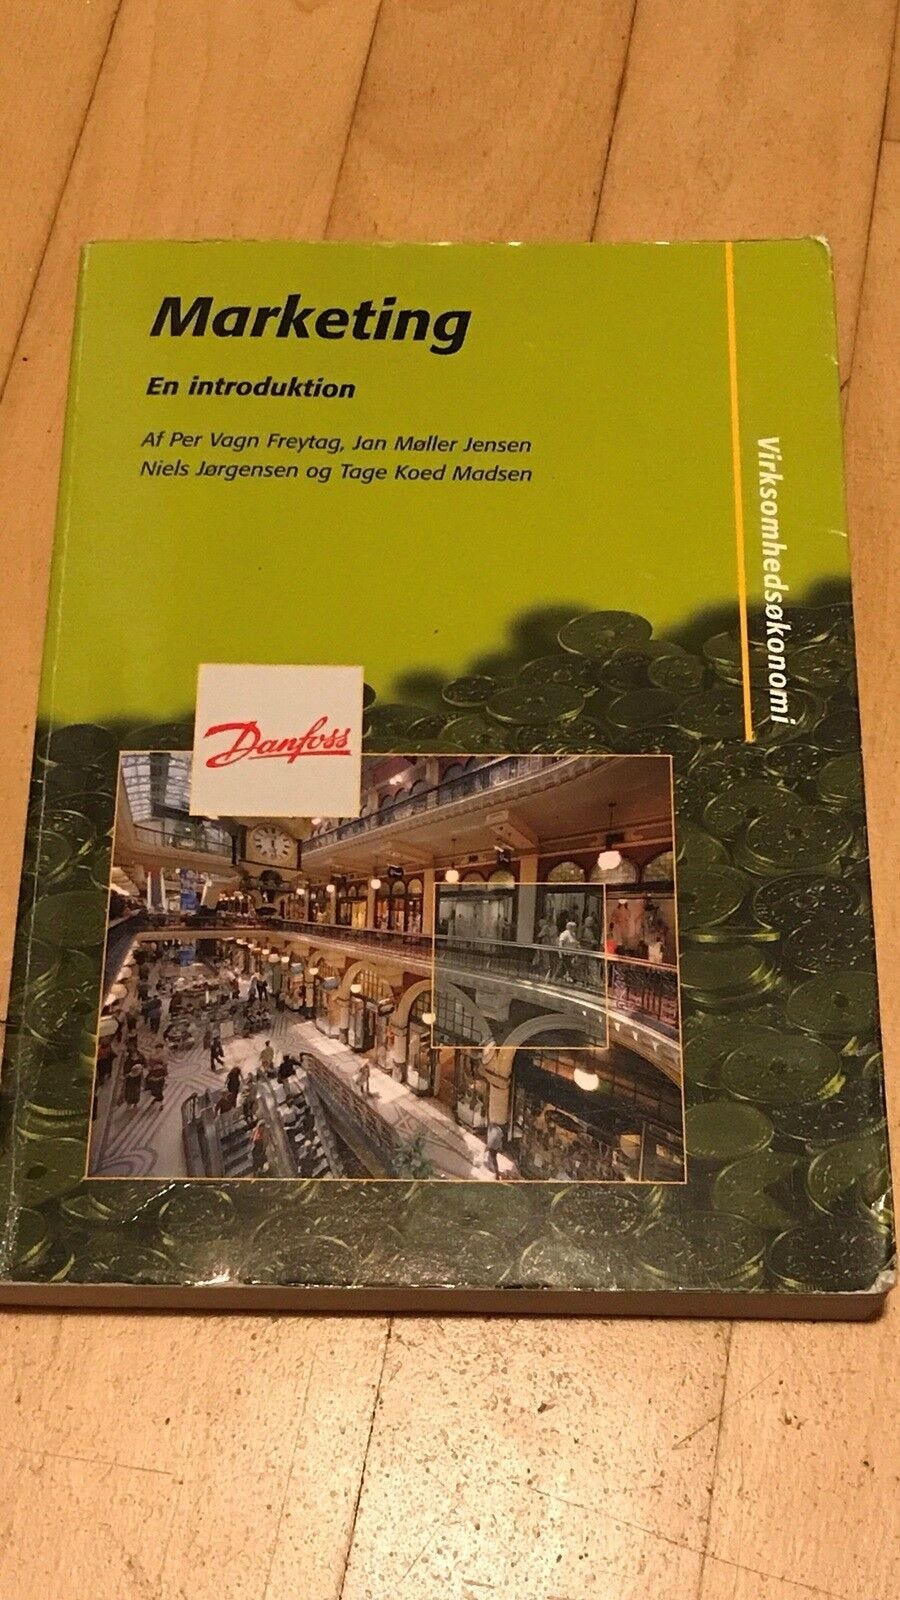 Marketing
En introduktion
Af Per Vagn Freytag, Jan Møller Jensen
Niels Jørgensen og Tage Koed Madsen
Virksomhedsøkonomi
Danfoss